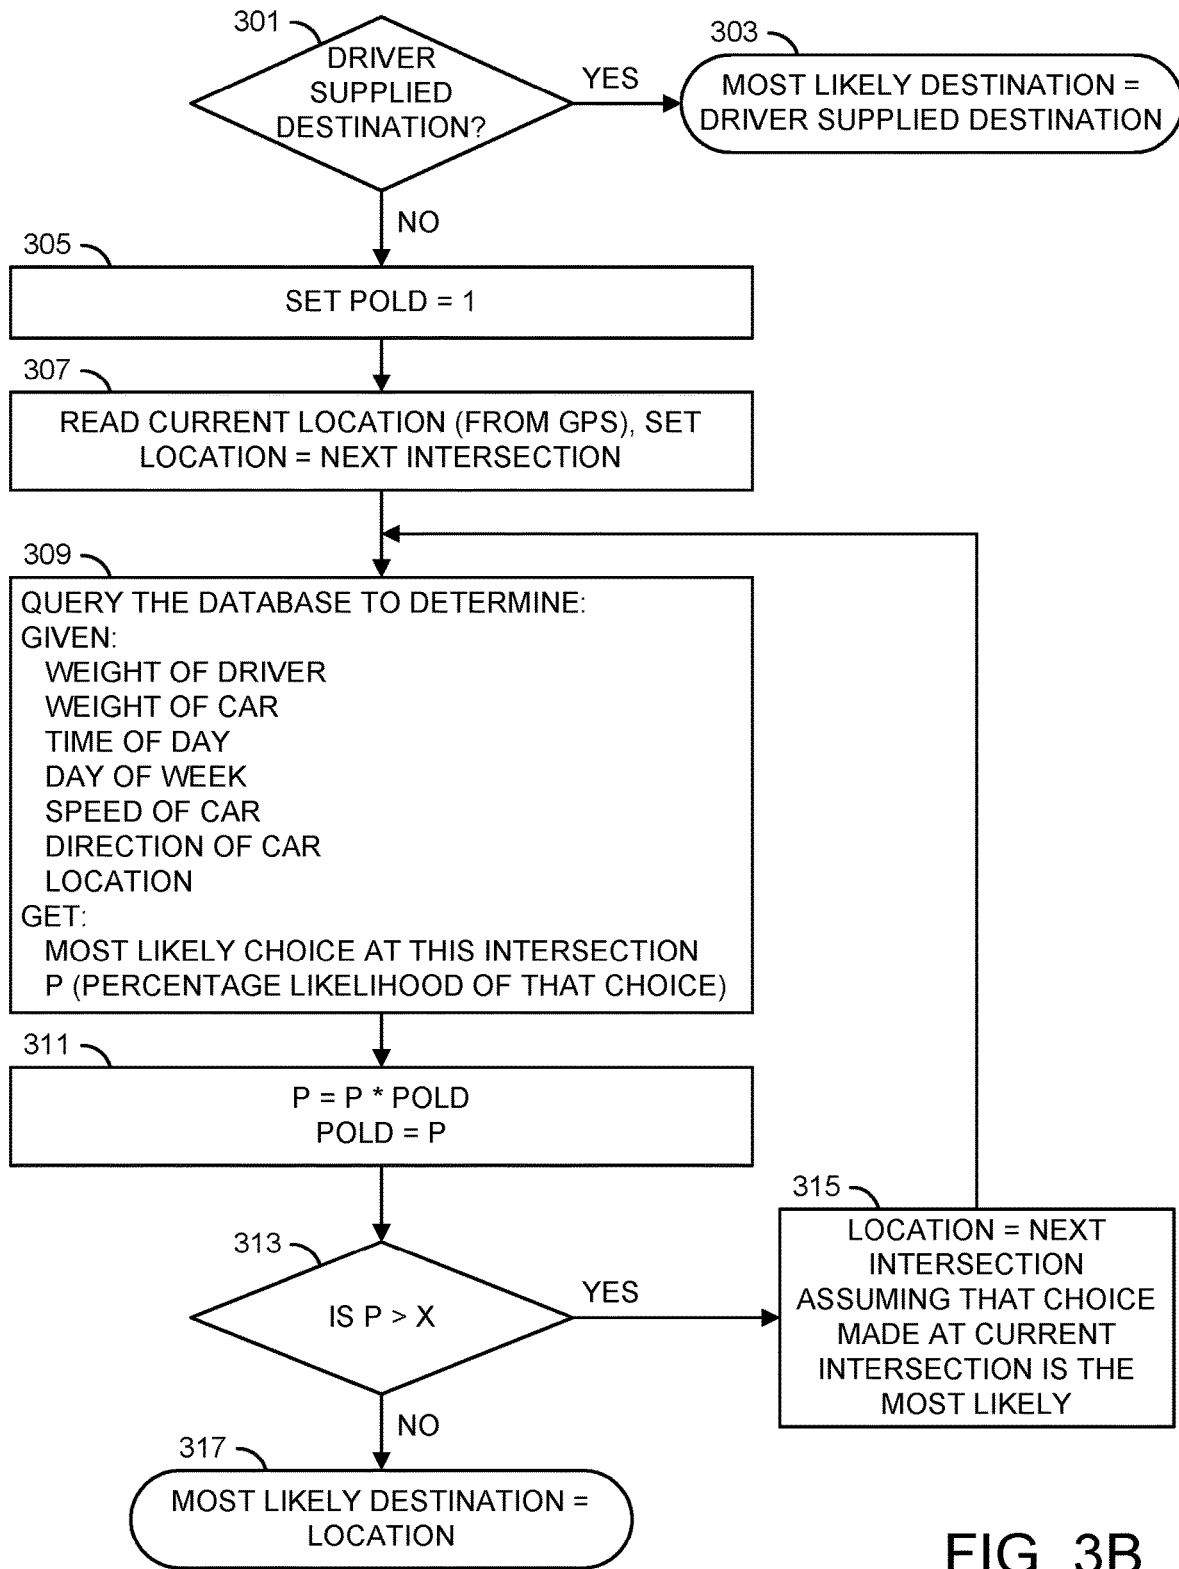 301
DRIVER
SUPPLIED
DESTINATION?
YES
303
MOST LIKELY DESTINATION =
DRIVER SUPPLIED DESTINATION
NO
305
SET POLD = 1
307
READ CURRENT LOCATION (FROM GPS), SET
LOCATION = NEXT INTERSECTION
309
QUERY THE DATABASE TO DETERMINE:
GIVEN:
WEIGHT OF DRIVER
WEIGHT OF CAR
TIME OF DAY
DAY OF WEEK
SPEED OF CAR
DIRECTION OF CAR
LOCATION
GET:
MOST LIKELY CHOICE AT THIS INTERSECTION
P (PERCENTAGE LIKELIHOOD OF THAT CHOICE)
311
P = P * POLD
POLD = P
313
IS P > X
YES
315
LOCATION = NEXT
INTERSECTION
ASSUMING THAT CHOICE
MADE AT CURRENT
INTERSECTION IS THE
MOST LIKELY
NO
317
MOST LIKELY DESTINATION =
LOCATION
FIG. 3B